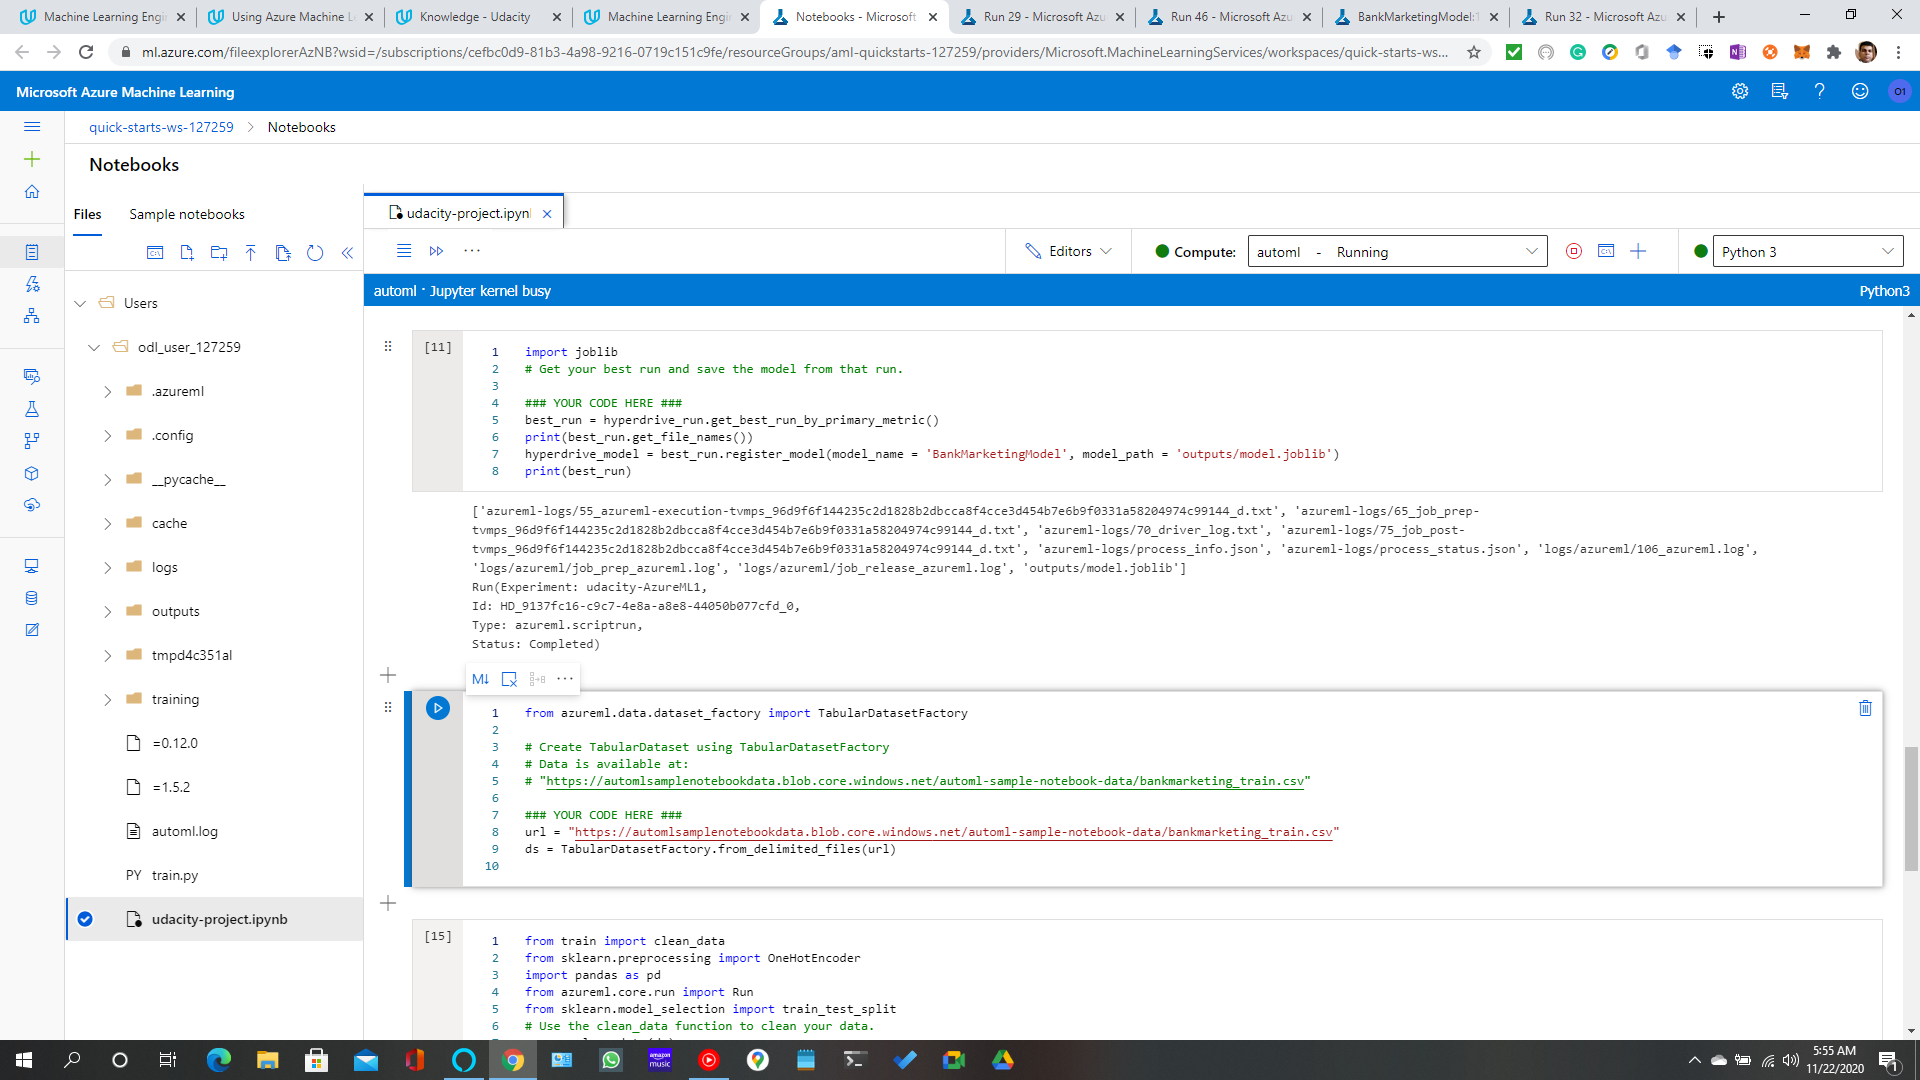 Machine Learning Engin
Using Azure Machine L
Knowledge - Udacity
Machine Learning Engin
Notebooks - Microsoft
Run 29 - Microsoft Azu
Run 46 - Microsoft Azu
BankMarketingModel:1
Run 32 - Microsoft Azu
ml.azure.com/fileexplorerAzNB?wsid=/subscriptions/cefbc0d9-81b3-4a98-9216-0719c151c9fe/resourceGroups/aml-quickstarts-127259/providers/Microsoft.MachineLearningServices/workspaces/quick-starts-ws...
Microsoft Azure Machine Learning
O1
quick-starts-ws-127259 > Notebooks
Notebooks
Files
Sample notebooks
udacity-project.ipynb
Editors
Compute:
automl - Running
Python 3
automl · Jupyter kernel busy
Python3
Users
odl_user_127259
.azureml
.config
__pycache__
cache
logs
outputs
tmpd4c351al
training
=0.12.0
=1.5.2
automl.log
PY train.py
udacity-project.ipynb
[11]
1 import joblib
2 # Get your best run and save the model from that run.
3
4 ### YOUR CODE HERE ###
5 best_run = hyperdrive_run.get_best_run_by_primary_metric()
6 print(best_run.get_file_names())
7 hyperdrive_model = best_run.register_model(model_name = 'BankMarketingModel', model_path = 'outputs/model.joblib')
8 print(best_run)
['azureml-logs/55_azureml-execution-tvmps_96d9f6f144235c2d1828b2dbcca8f4cce3d454b7e6b9f0331a58204974c99144_d.txt', 'azureml-logs/65_job_prep-
tvmps_96d9f6f144235c2d1828b2dbcca8f4cce3d454b7e6b9f0331a58204974c99144_d.txt', 'azureml-logs/70_driver_log.txt', 'azureml-logs/75_job_post-
tvmps_96d9f6f144235c2d1828b2dbcca8f4cce3d454b7e6b9f0331a58204974c99144_d.txt', 'azureml-logs/process_info.json', 'azureml-logs/process_status.json', 'logs/azureml/106_azureml.log',
'logs/azureml/job_prep_azureml.log', 'logs/azureml/job_release_azureml.log', 'outputs/model.joblib']
Run(Experiment: udacity-AzureML1,
Id: HD_9137fc16-c9c7-4e8a-a8e8-44050b077cfd_0,
Type: azureml.scriptrun,
Status: Completed)
M↓
1 from azureml.data.dataset_factory import TabularDatasetFactory
2
3 # Create TabularDataset using TabularDatasetFactory
4 # Data is available at:
5 # "https://automlsamplenotebookdata.blob.core.windows.net/automl-sample-notebook-data/bankmarketing_train.csv"
6
7 ### YOUR CODE HERE ###
8 url = "https://automlsamplenotebookdata.blob.core.windows.net/automl-sample-notebook-data/bankmarketing_train.csv"
9 ds = TabularDatasetFactory.from_delimited_files(url)
10
[15]
1 from train import clean_data
2 from sklearn.preprocessing import OneHotEncoder
3 import pandas as pd
4 from azureml.core.run import Run
5 from sklearn.model_selection import train_test_split
6 # Use the clean_data function to clean your data.
amazon music
5:55 AM
11/22/2020
1